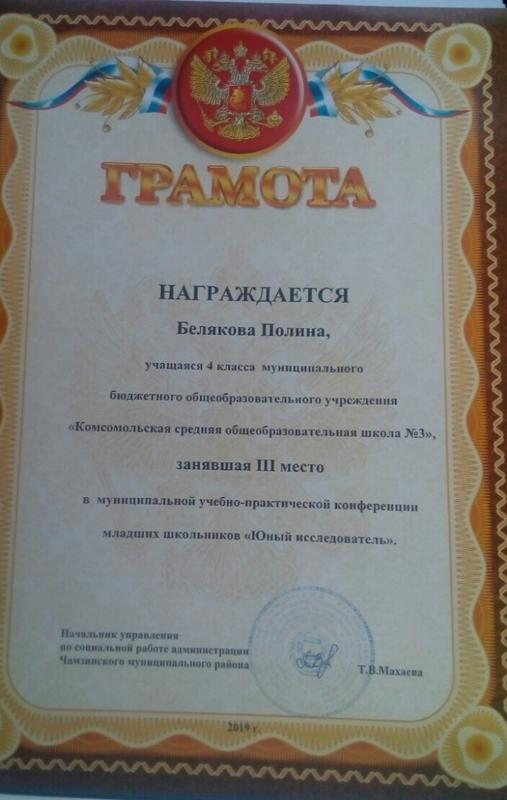 ГРАМОТА
НАГРАЖДАЕТСЯ
Белякова Полина,
учащаяся 4 класса муниципального
бюджетного общеобразовательного учреждения
«Комсомольская средняя общеобразовательная школа №3»,
занявшая III место
в муниципальной учебно-практической конференции
младших школьников «Юный исследователь».
Начальник управления
по социальной работе администрации
Чамзинского муниципального района
Т.В.Махаева
2019 г.